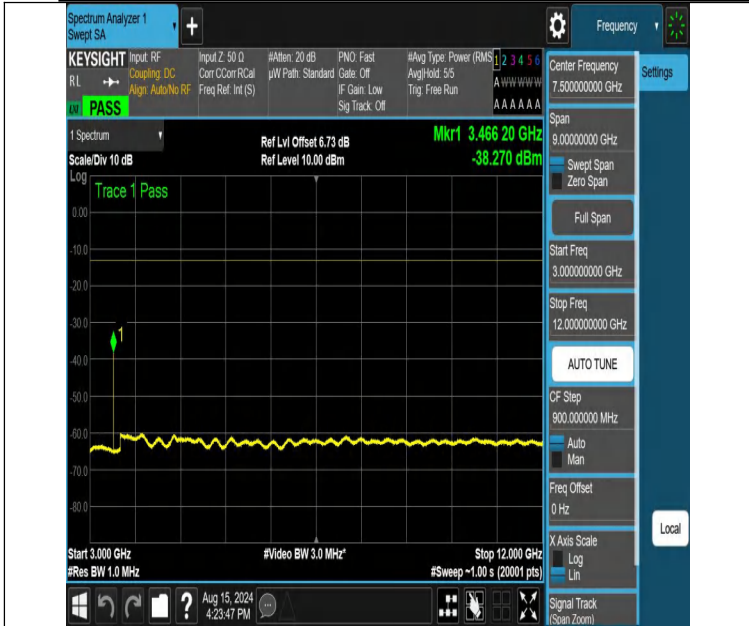 Spectrum Analyzer 1
Swept SA
Frequency
KEYSIGHT
RL
PASS
Input: RF
Coupling: DC
Align: Auto/No RF
Input Z: 50 Ω
Corr CCorr RCal
Freq Ref: Int (S)
#Atten: 20 dB
µW Path: Standard
PNO: Fast
Gate: Off
IF Gain: Low
Sig Track: Off
#Avg Type: Power (RMS
Avg|Hold: 5/5
Trig: Free Run
1 2 3 4 5 6
A W W W W W
A A A A A A
1 Spectrum
Scale/Div 10 dB
Ref Lvl Offset 6.73 dB
Ref Level 10.00 dBm
Mkr1 3.466 20 GHz
-38.270 dBm
Log
Trace 1 Pass
0.00
-10.0
-20.0
-30.0
1
-40.0
-50.0
-60.0
-70.0
-80.0
Start 3.000 GHz
#Res BW 1.0 MHz
#Video BW 3.0 MHz*
Stop 12.000 GHz
#Sweep ~1.00 s (20001 pts)
Aug 15, 2024
4:23:47 PM
Center Frequency
7.500000000 GHz
Settings
Span
9.00000000 GHz
Swept Span
Zero Span
Full Span
Start Freq
3.000000000 GHz
Stop Freq
12.000000000 GHz
AUTO TUNE
CF Step
900.000000 MHz
Auto
Man
Freq Offset
0 Hz
Local
X Axis Scale
Log
Lin
Signal Track
(Span Zoom)